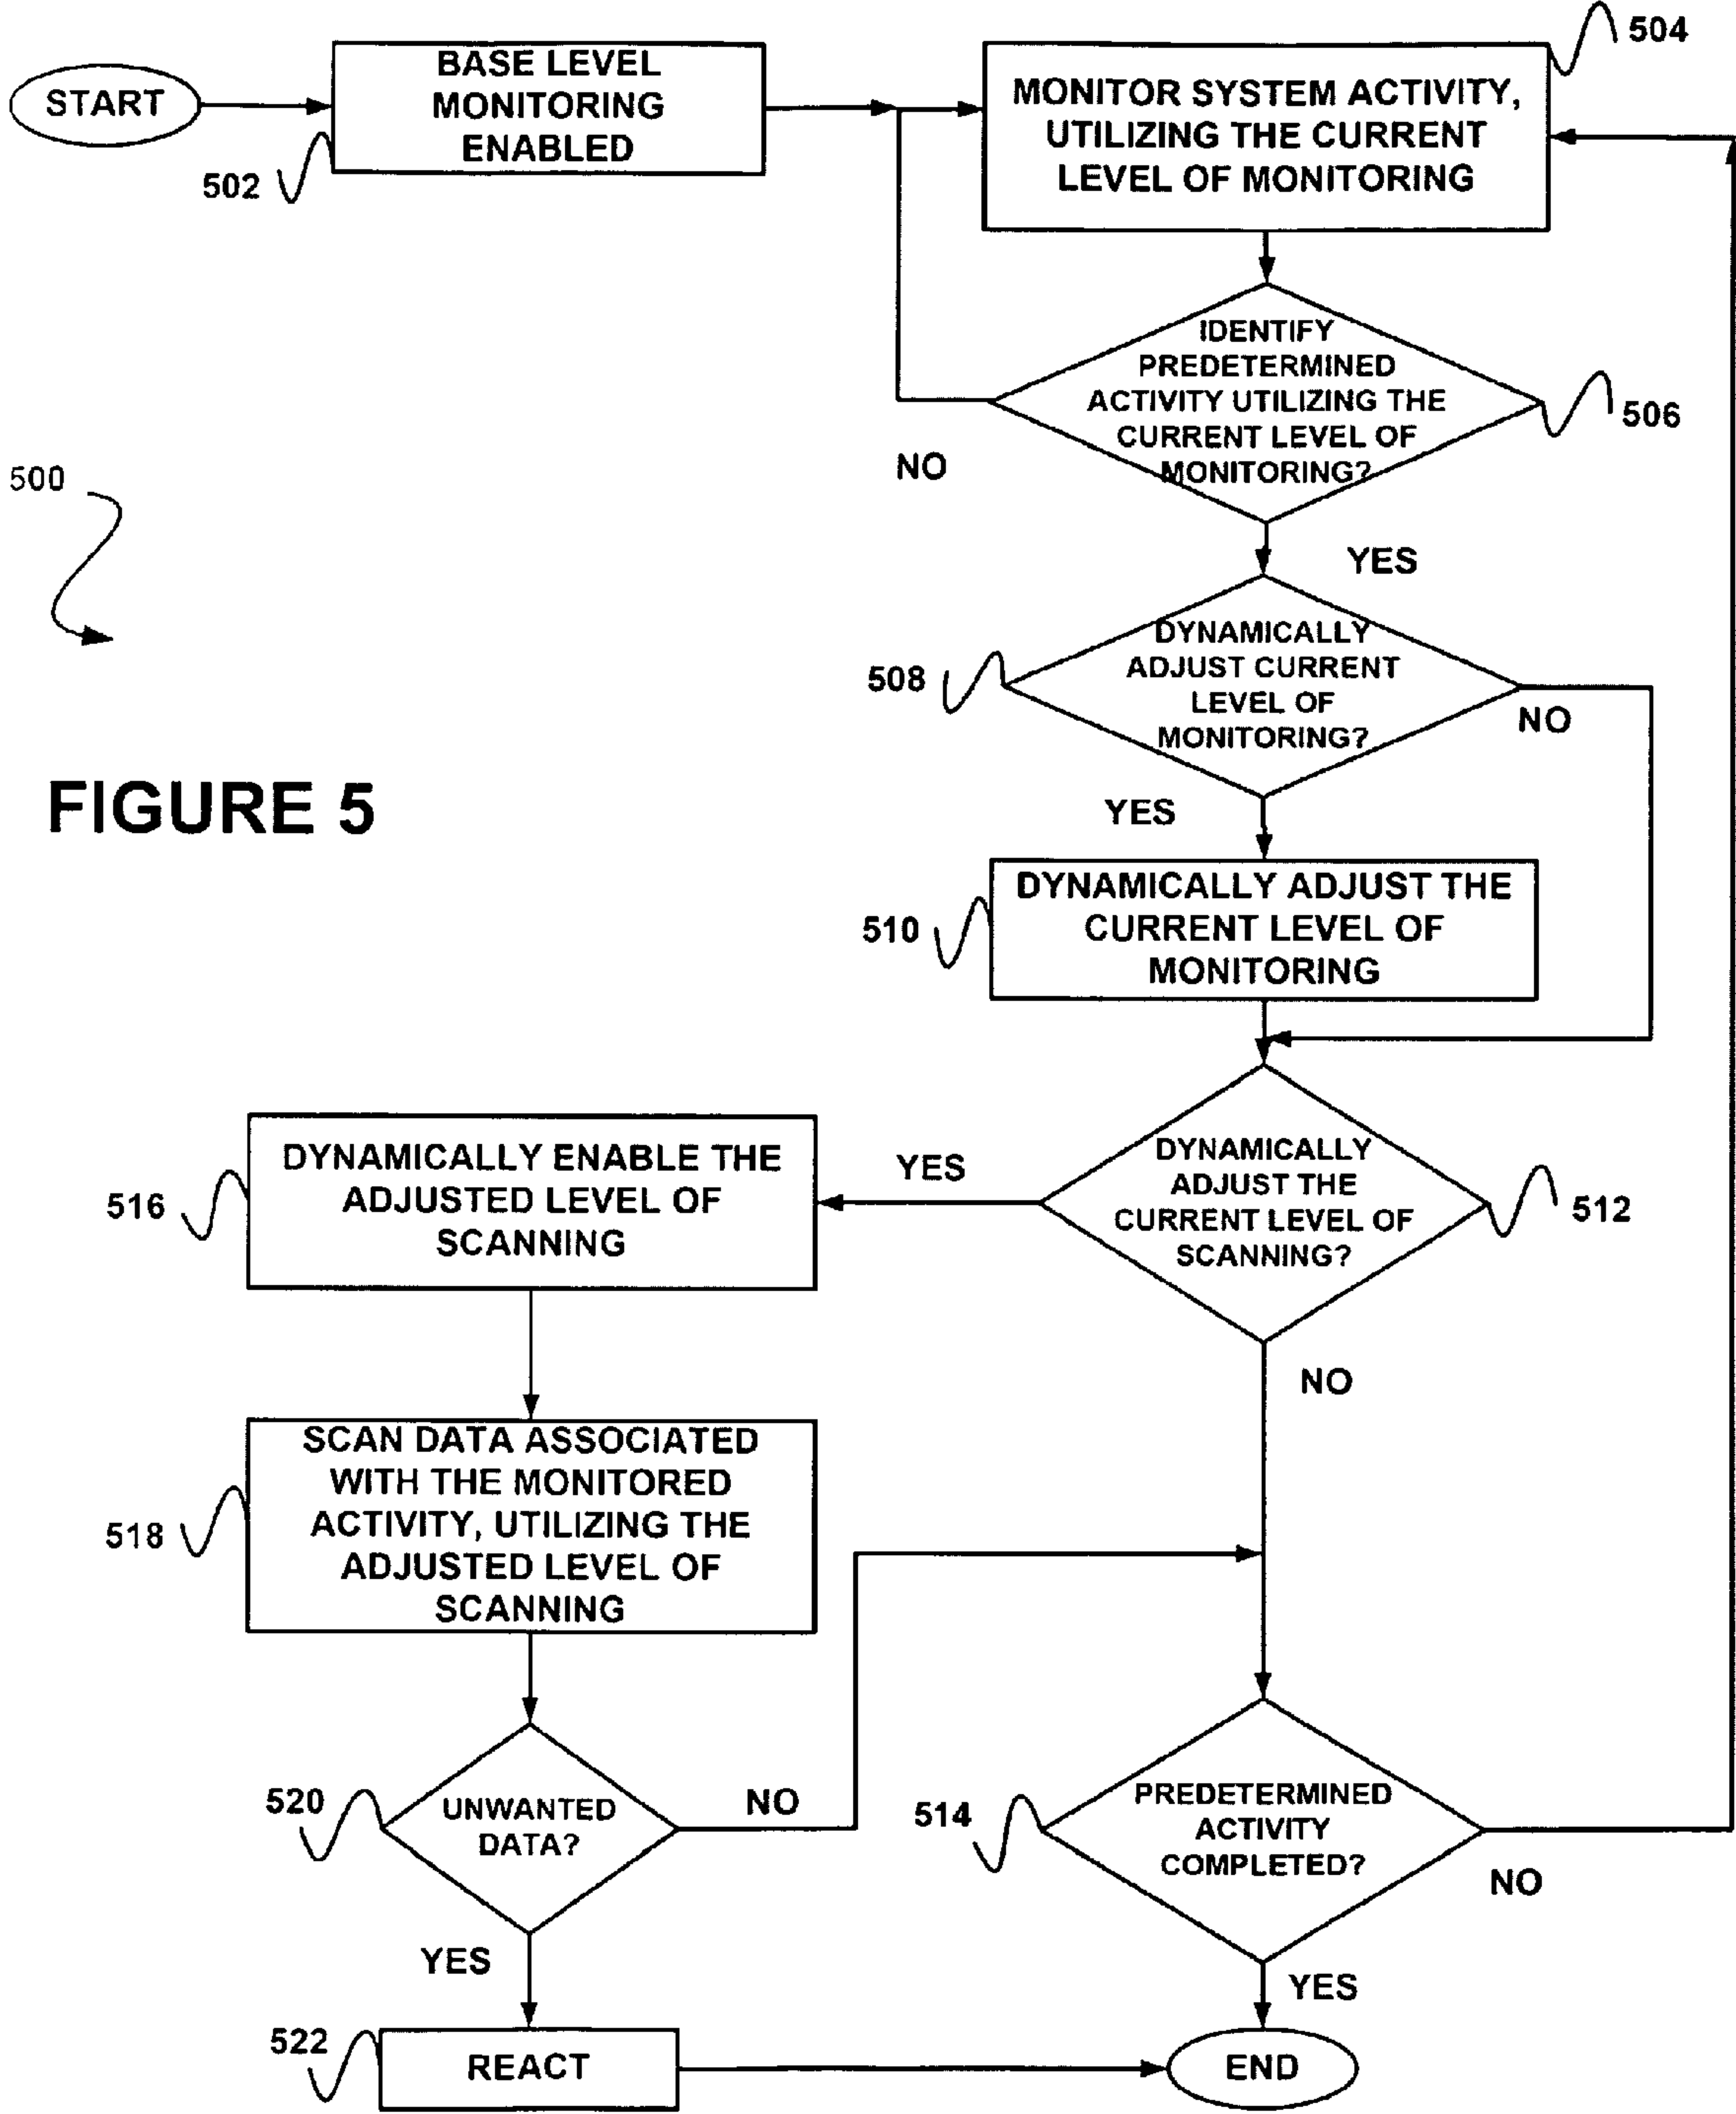 START
BASE LEVEL
MONITORING
ENABLED
502
504
MONITOR SYSTEM ACTIVITY,
UTILIZING THE CURRENT
LEVEL OF MONITORING
IDENTIFY
PREDETERMINED
ACTIVITY UTILIZING THE
CURRENT LEVEL OF
MONITORING?
506
NO
YES
500
DYNAMICALLY
ADJUST CURRENT
LEVEL OF
MONITORING?
508
NO
YES
FIGURE 5
DYNAMICALLY ADJUST THE
CURRENT LEVEL OF
MONITORING
510
DYNAMICALLY
ADJUST THE
CURRENT LEVEL OF
SCANNING?
512
YES
NO
DYNAMICALLY ENABLE THE
ADJUSTED LEVEL OF
SCANNING
516
SCAN DATA ASSOCIATED
WITH THE MONITORED
ACTIVITY, UTILIZING THE
ADJUSTED LEVEL OF
SCANNING
518
520
UNWANTED
DATA?
NO
YES
514
PREDETERMINED
ACTIVITY
COMPLETED?
NO
YES
522
REACT
END